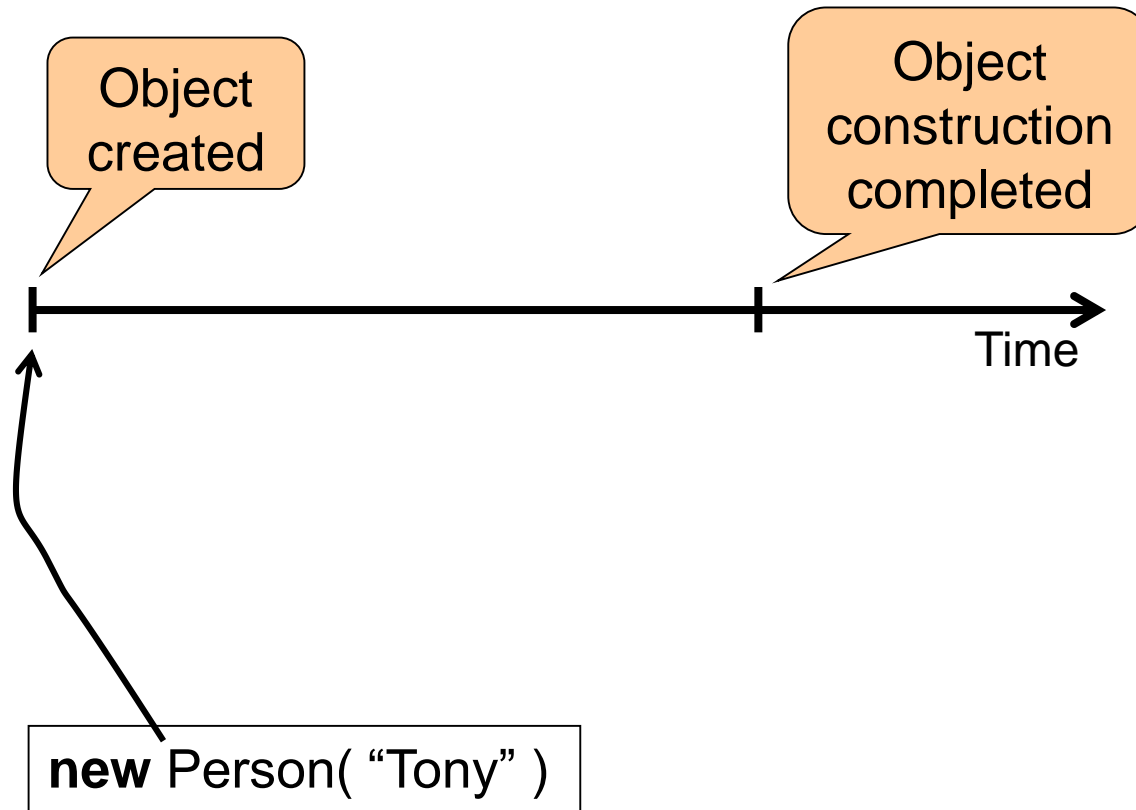 Object
created
Object
construction
completed
Time
new Person( “Tony” )